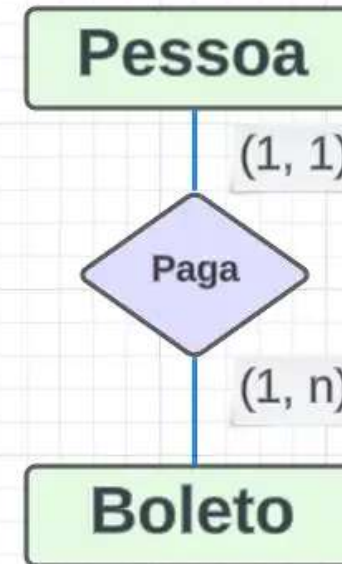 Pessoa
(1, 1)
Paga
(1, n)
Boleto